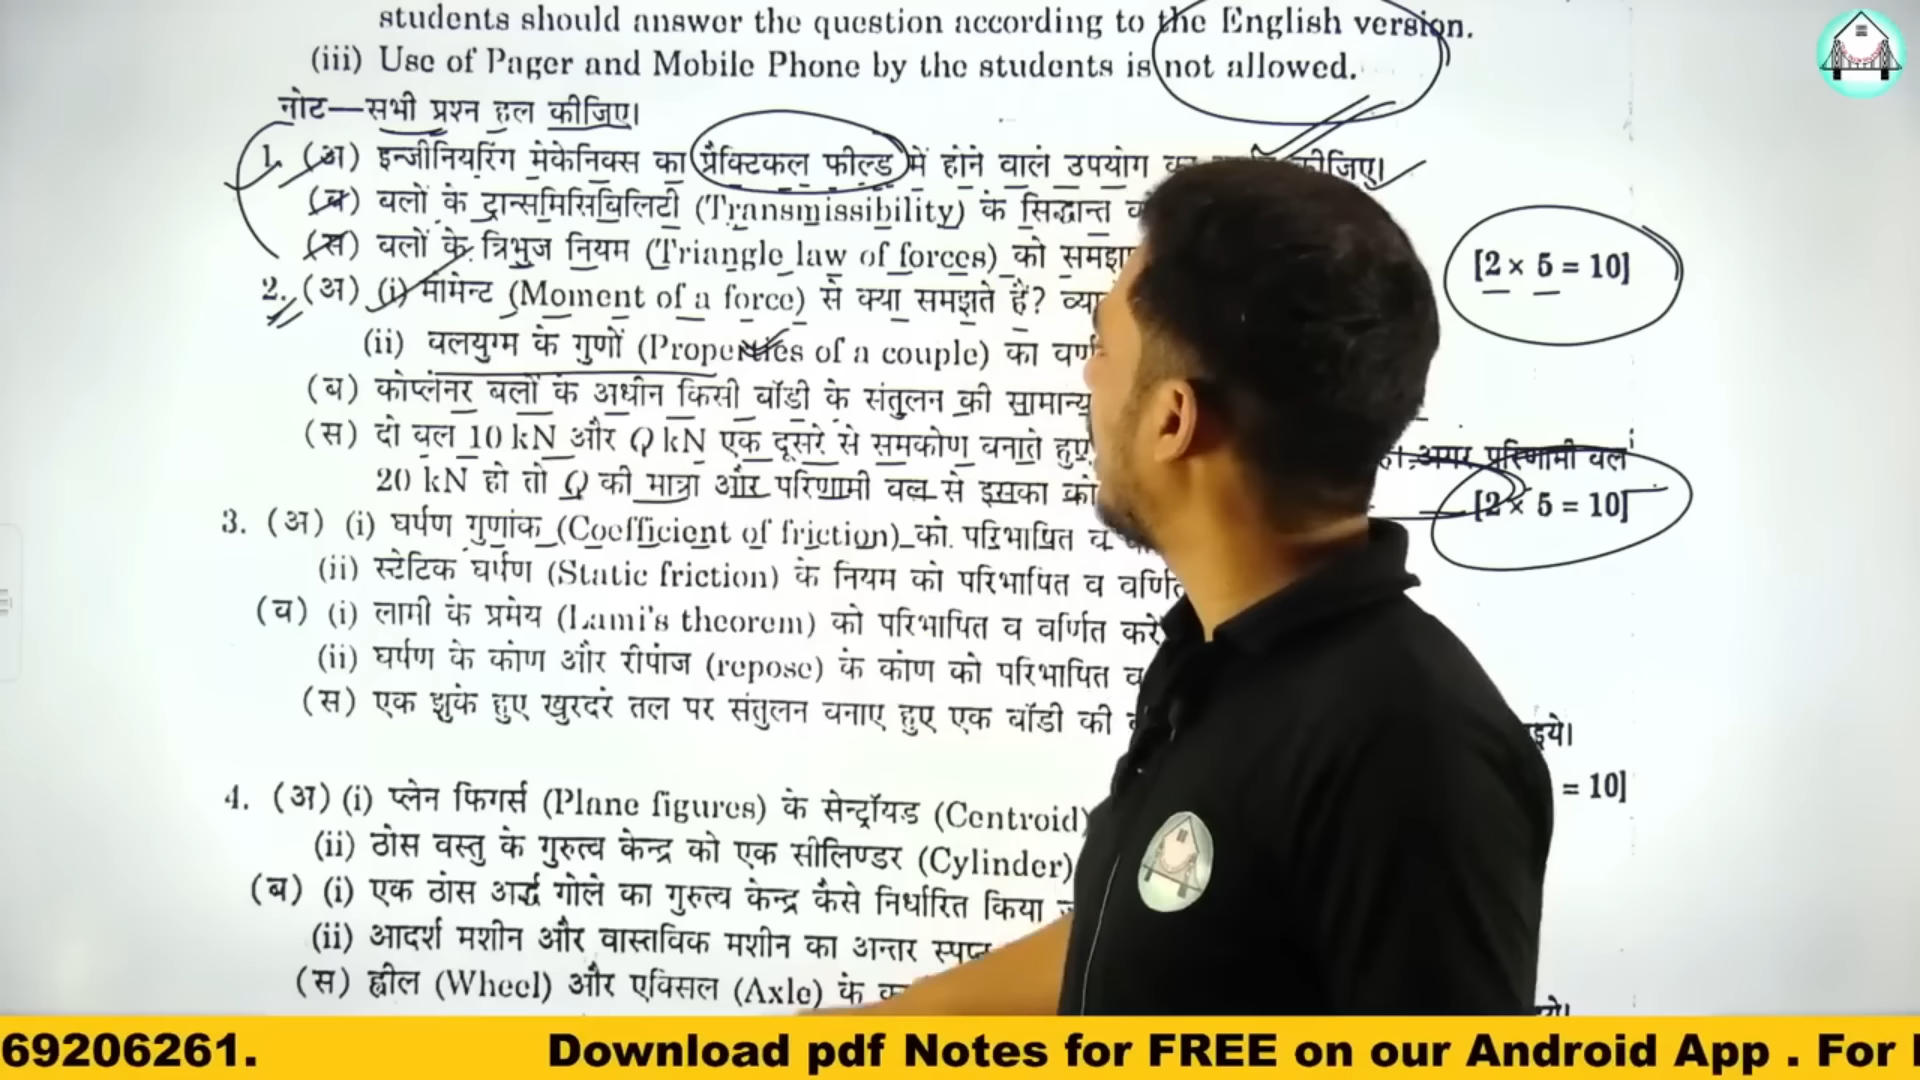 students should answer the question according to the English version.
(iii) Use of Pager and Mobile Phone by the students is not allowed.
नोट—सभी प्रश्न हल कीजिए।
1. (अ) इन्जीनियरिंग मेकेनिक्स का प्रैक्टिकल फील्ड में होने वाले उपयोग कीजिए।
(ब) बलों के ट्रान्समिसिबिलिटी (Transmissibility) के सिद्धान्त
(स) बलों के त्रिभुज नियम (Triangle law of forces) को [2 × 5 = 10]
2. (अ) (i) मोमेन्ट (Moment of a force) से क्या समझते हैं?
(ii) बलयुग्म के गुणों (Properties of a couple) का
(ब) कोप्लेनर बलों के अधीन किसी बॉडी के संतुलन की सामान्य
(स) दो बल 10 kN और Q kN एक दूसरे से समकोण बनाते हुए अगर परिणामी बल
20 kN हो तो Q की मात्रा और परिणामी बल से इसका [2 × 5 = 10]
3. (अ) (i) घर्षण गुणांक (Coefficient of friction) को परिभाषित व
(ii) स्टेटिक घर्षण (Static friction) के नियम को परिभाषित व
(ब) (i) लामी के प्रमेय (Lami's theorem) को परिभाषित व वर्णित करें
(ii) घर्षण के कोण और रीपोज (repose) के कोण को परिभाषित व
(स) एक झुके हुए खुरदरे तल पर संतुलन बनाए हुए एक बॉडी की
= 10]
4. (अ) (i) प्लेन फिगर्स (Plane figures) के सेन्ट्रॉयड (Centroid)
(ii) ठोस वस्तु के गुरुत्व केन्द्र को एक सीलिण्डर (Cylinder)
(ब) (i) एक ठोस अर्द्ध गोले का गुरुत्व केन्द्र कैसे निर्धारित किया
(ii) आदर्श मशीन और वास्तविक मशीन का अन्तर
(स) ह्वील (Wheel) और एक्सिल (Axle) के
69206261. Download pdf Notes for FREE on our Android App . For